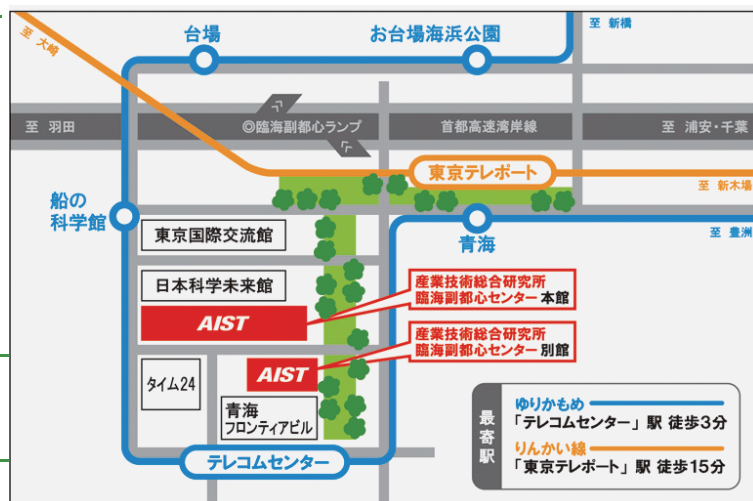 至 大崎
台場
お台場海浜公園
至 新橋
至 羽田
◎臨海副都心ランプ
首都高速湾岸線
至 浦安・千葉
東京テレポート
至 新木場
船の
科学館
青海
至 豊洲
東京国際交流館
日本科学未来館
AIST
産業技術総合研究所
臨海副都心センター 本館
産業技術総合研究所
臨海副都心センター 別館
タイム24
AIST
青海
フロンティアビル
テレコムセンター
最寄駅
ゆりかもめ
「テレコムセンター」駅 徒歩3分
りんかい線
「東京テレポート」駅 徒歩15分